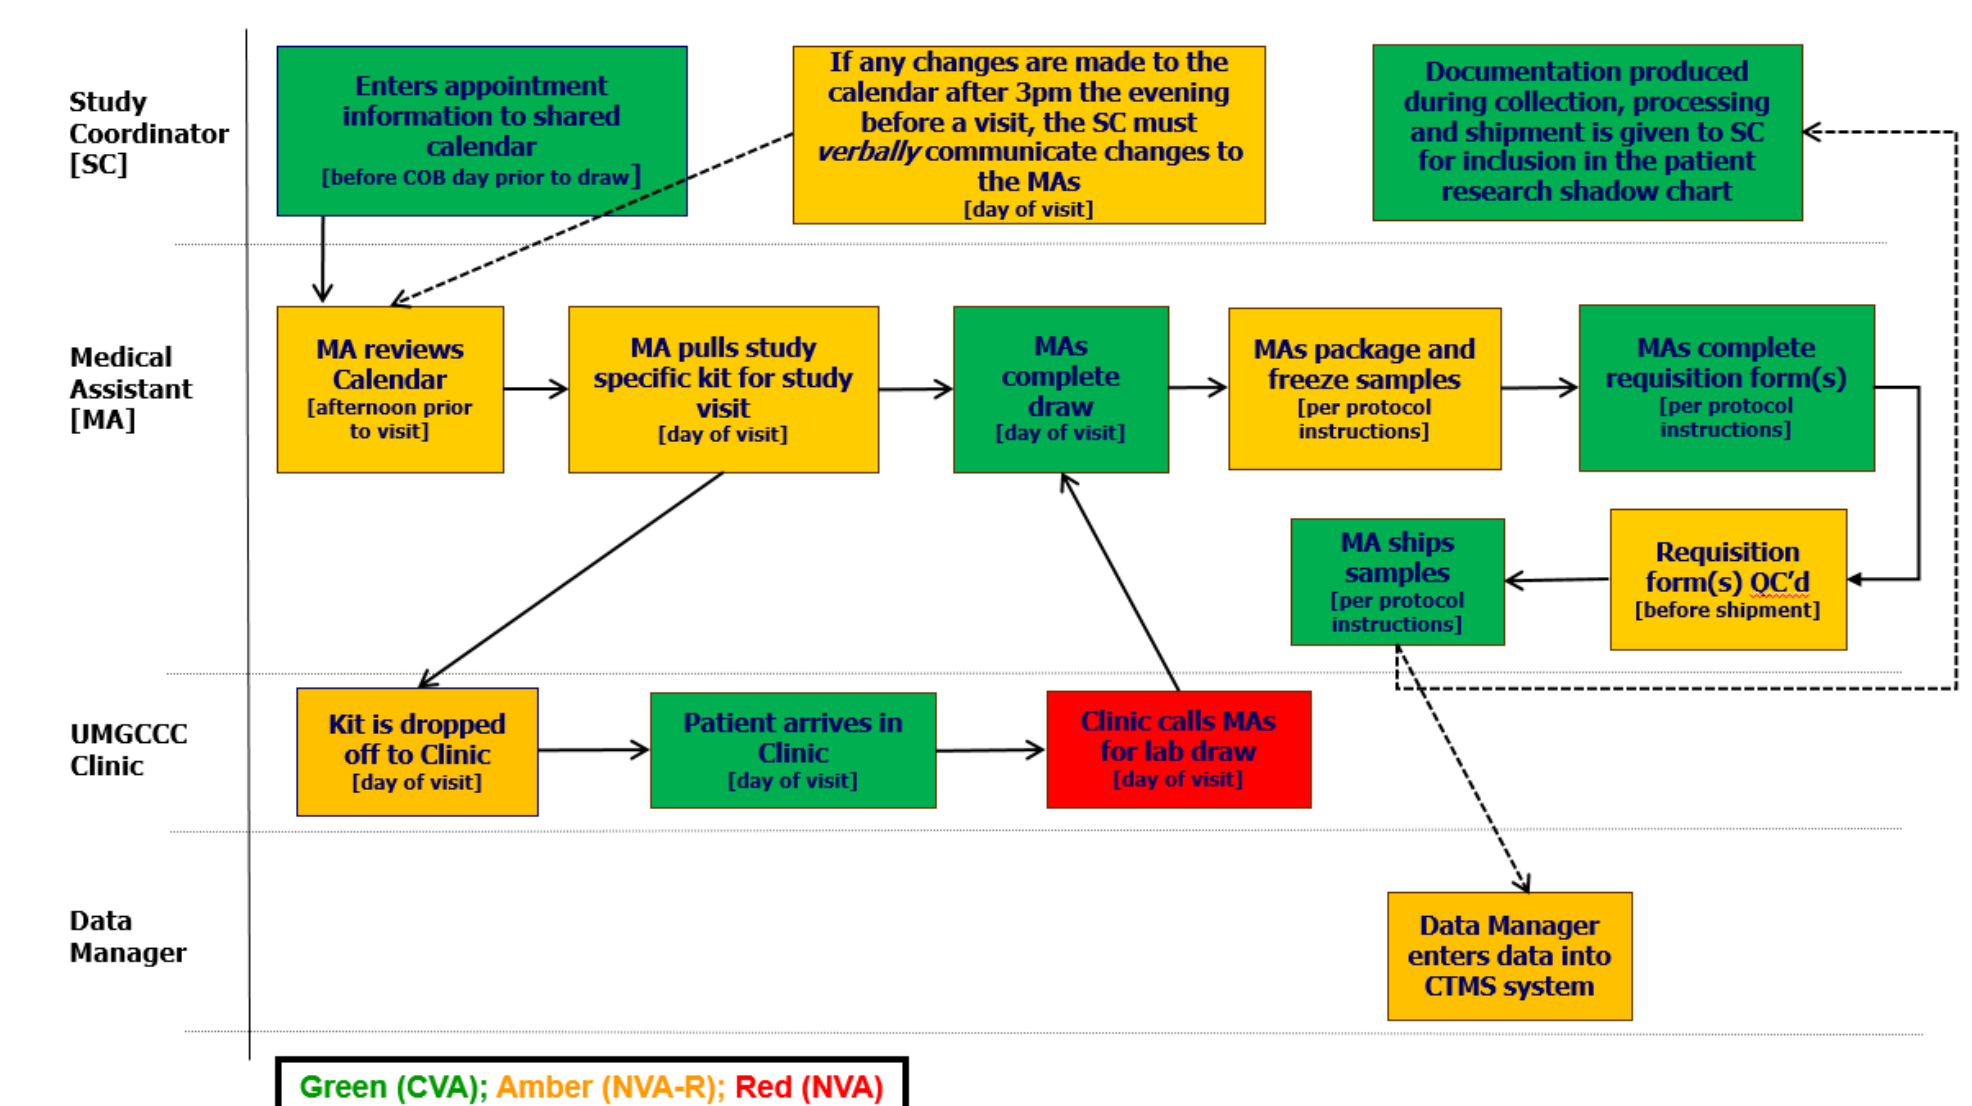 Study
Coordinator
[SC]
Enters appointment
information to shared
calendar
[before COB day prior to draw]
If any changes are made to the
calendar after 3pm the evening
before a visit, the SC must
verbally communicate changes to
the MAs
[day of visit]
Documentation produced
during collection, processing
and shipment is given to SC
for inclusion in the patient
research shadow chart
Medical
Assistant
[MA]
MA reviews
Calendar
[afternoon prior
to visit]
MA pulls study
specific kit for study
visit
[day of visit]
MAs
complete
draw
[day of visit]
MAs package and
freeze samples
[per protocol
instructions]
MAs complete
requisition form(s)
[per protocol
instructions]
Requisition
form(s) QC’d
[before shipment]
MA ships
samples
[per protocol
instructions]
UMGCCC
Clinic
Kit is dropped
off to Clinic
[day of visit]
Patient arrives in
Clinic
[day of visit]
Clinic calls MAs
for lab draw
[day of visit]
Data
Manager
Data Manager
enters data into
CTMS system
Green (CVA); Amber (NVA-R); Red (NVA)